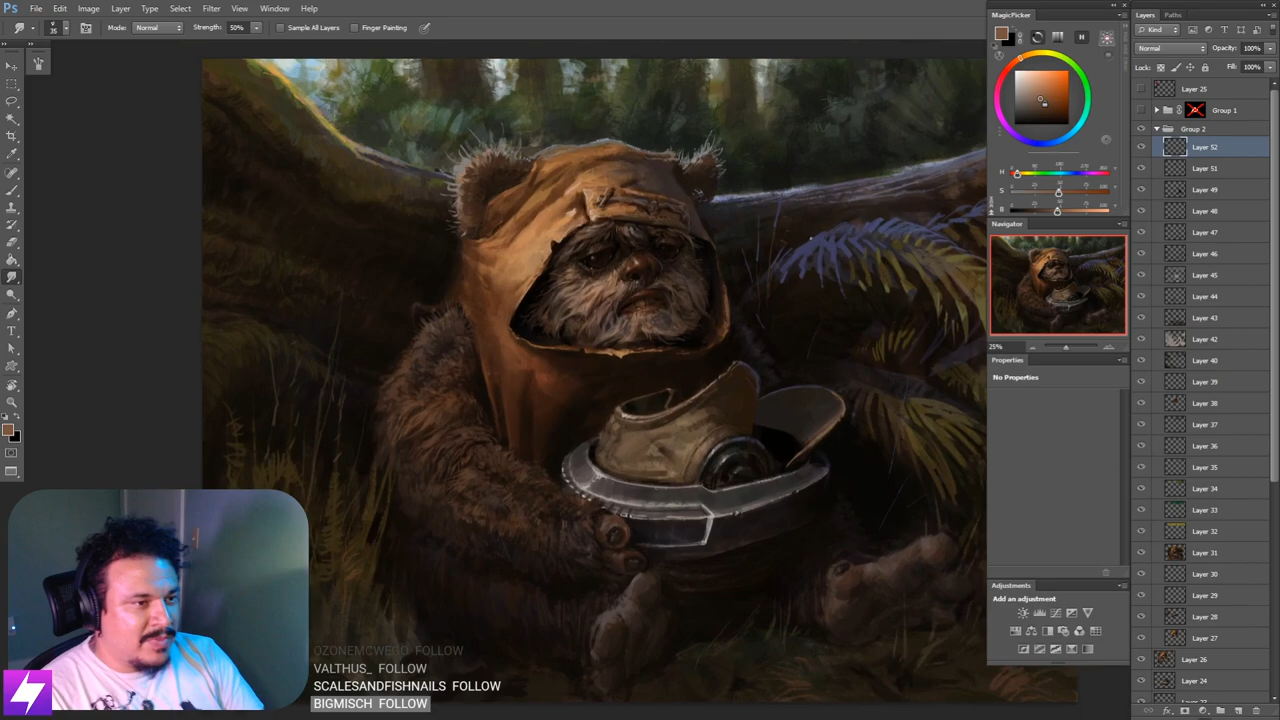 Ps File Edit Image Layer Type Select Filter View Window Help
35 Mode: Normal Strength: 50% Sample All Layers Finger Painting
MagicPicker
H
H
S
B
Navigator
25%
Properties
No Properties
Adjustments
Add an adjustment
Layers Paths
Kind
Normal Opacity: 100%
Lock: Fill: 100%
Layer 25
Group 1
Group 2
Layer 52
Layer 51
Layer 49
Layer 48
Layer 47
Layer 46
Layer 45
Layer 44
Layer 43
Layer 42
Layer 40
Layer 39
Layer 38
Layer 37
Layer 36
Layer 35
Layer 34
Layer 33
Layer 32
Layer 31
Layer 30
Layer 29
Layer 28
Layer 27
Layer 26
Layer 24
OZONEMCWEGO FOLLOW
VALTHUS_ FOLLOW
SCALESANDFISHNAILS FOLLOW
BIGMISCH FOLLOW